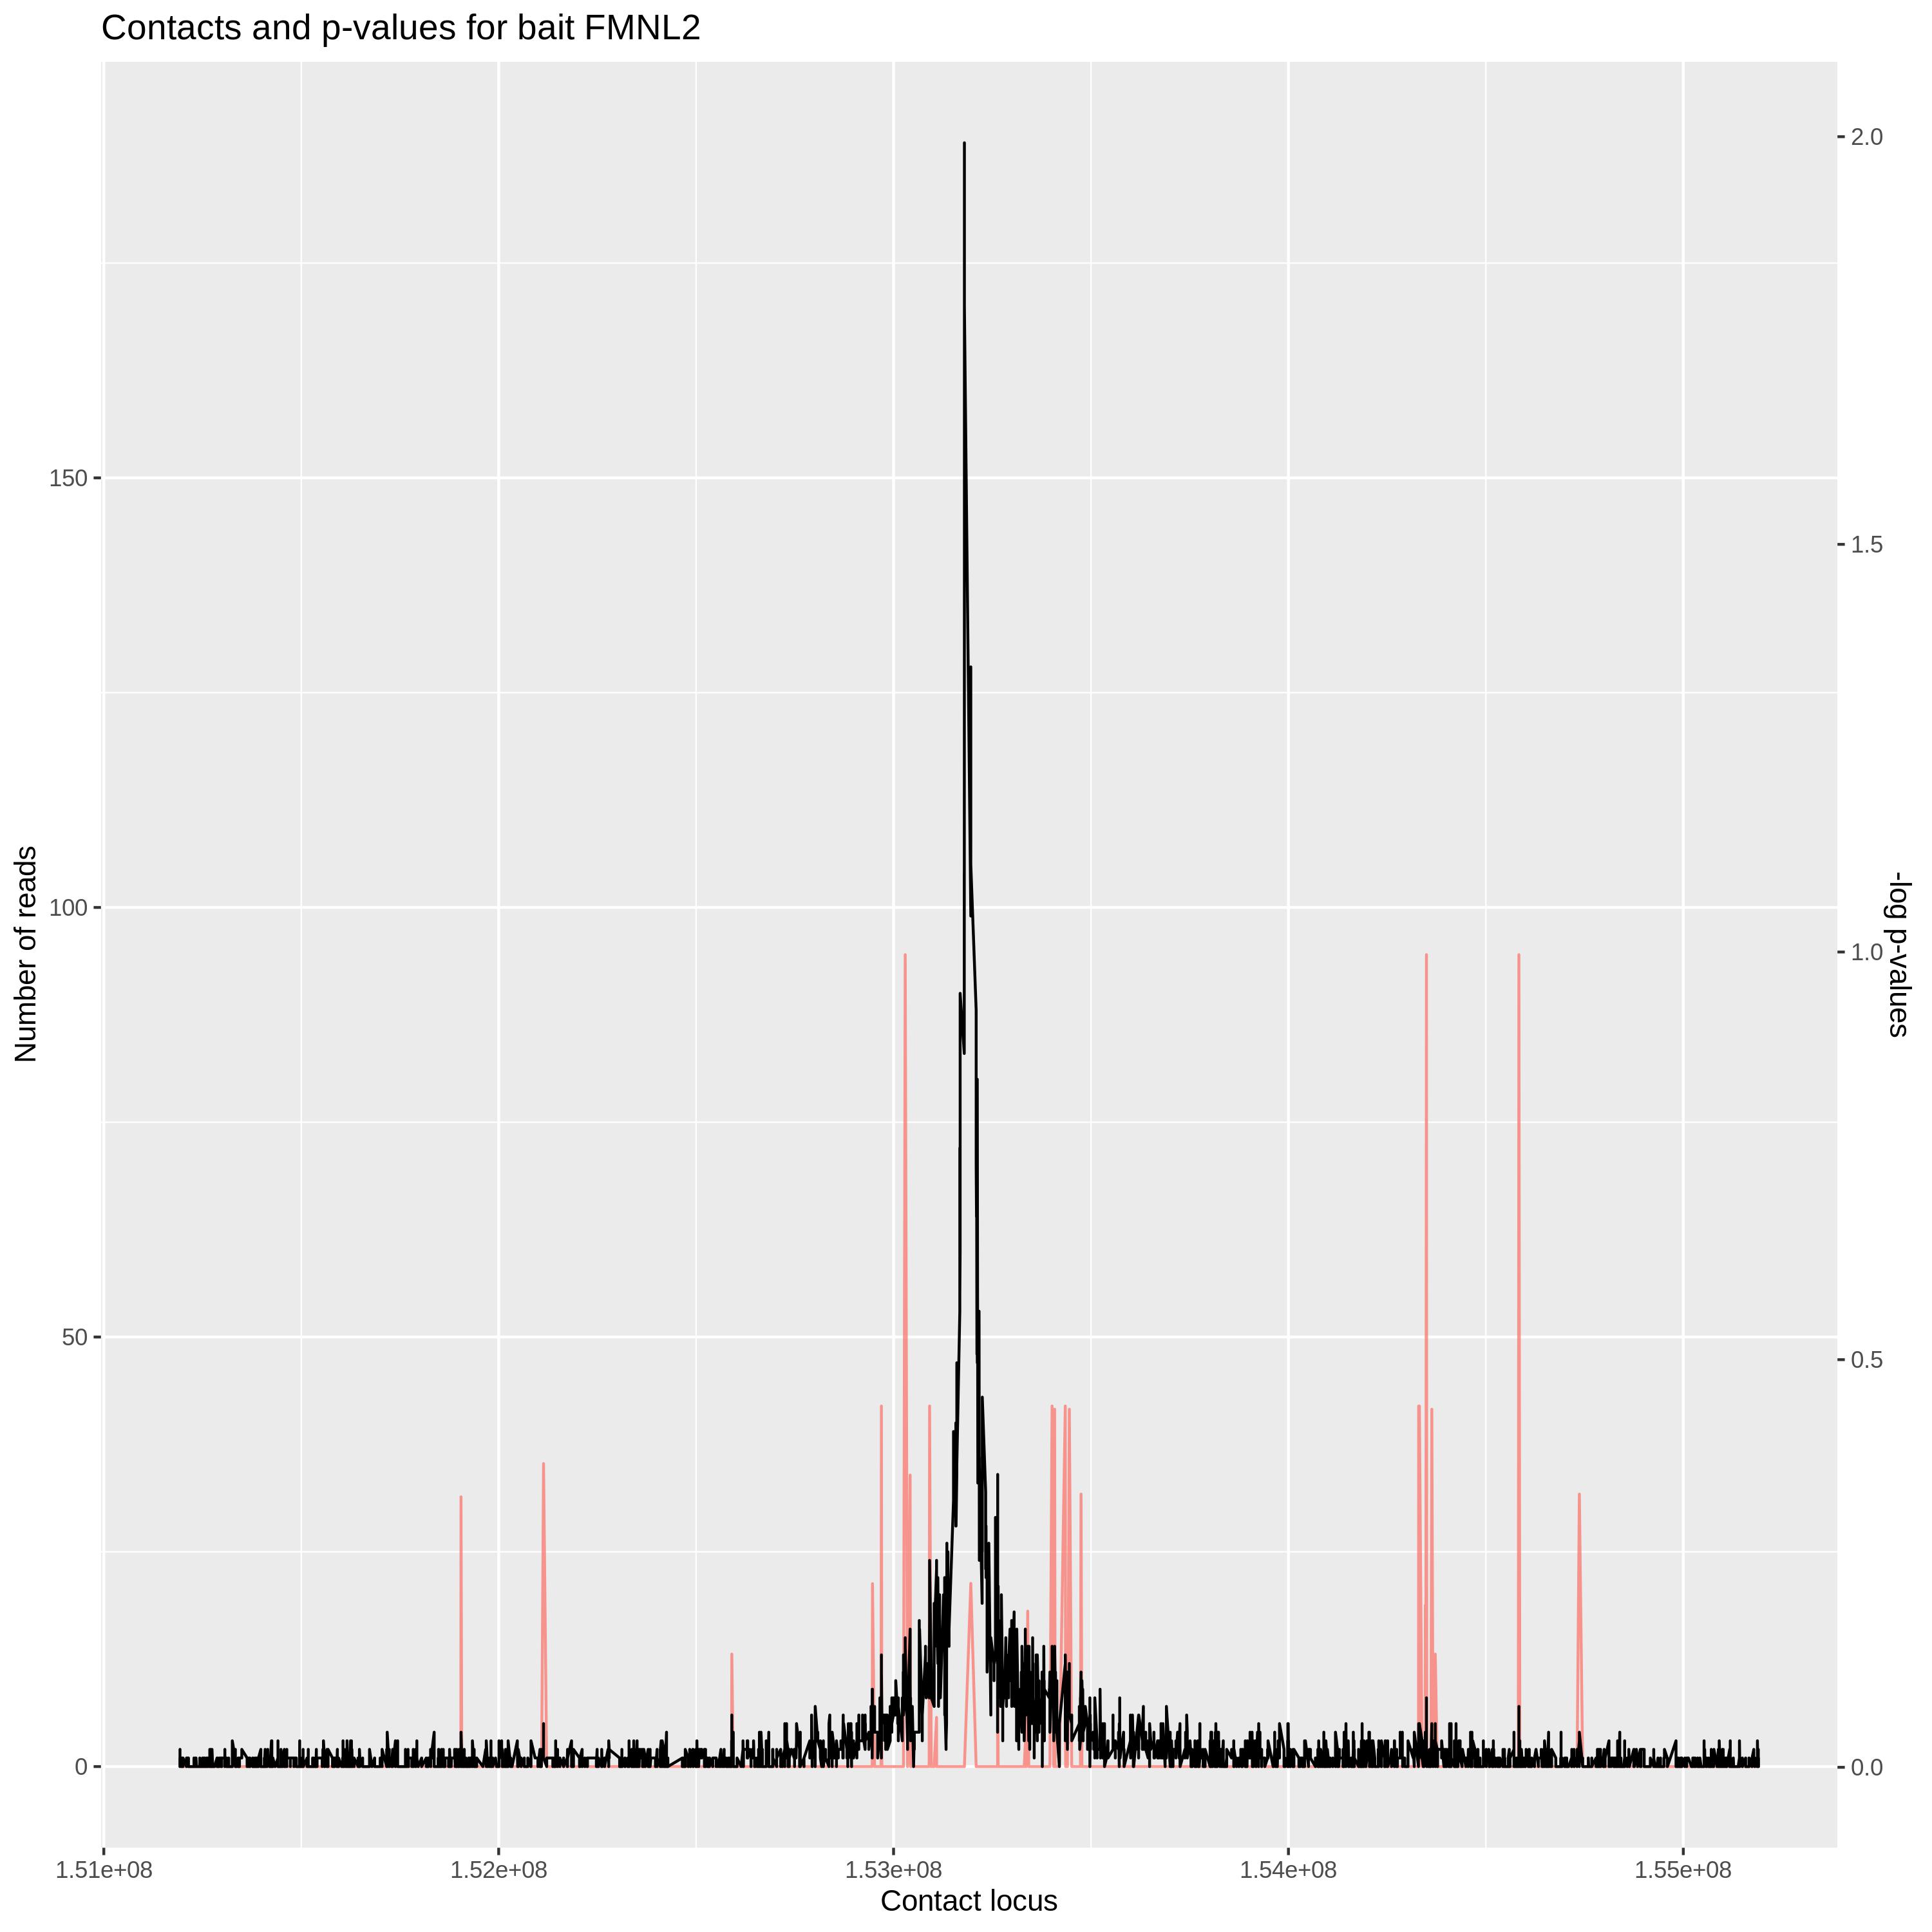 Contacts and p-values for bait FMNL2
2.0
150
1.5
Number of reads
100
1.0
-log p-values
50
0.5
0
0.0
1.51e+08
1.52e+08
1.53e+08
1.54e+08
1.55e+08
Contact locus